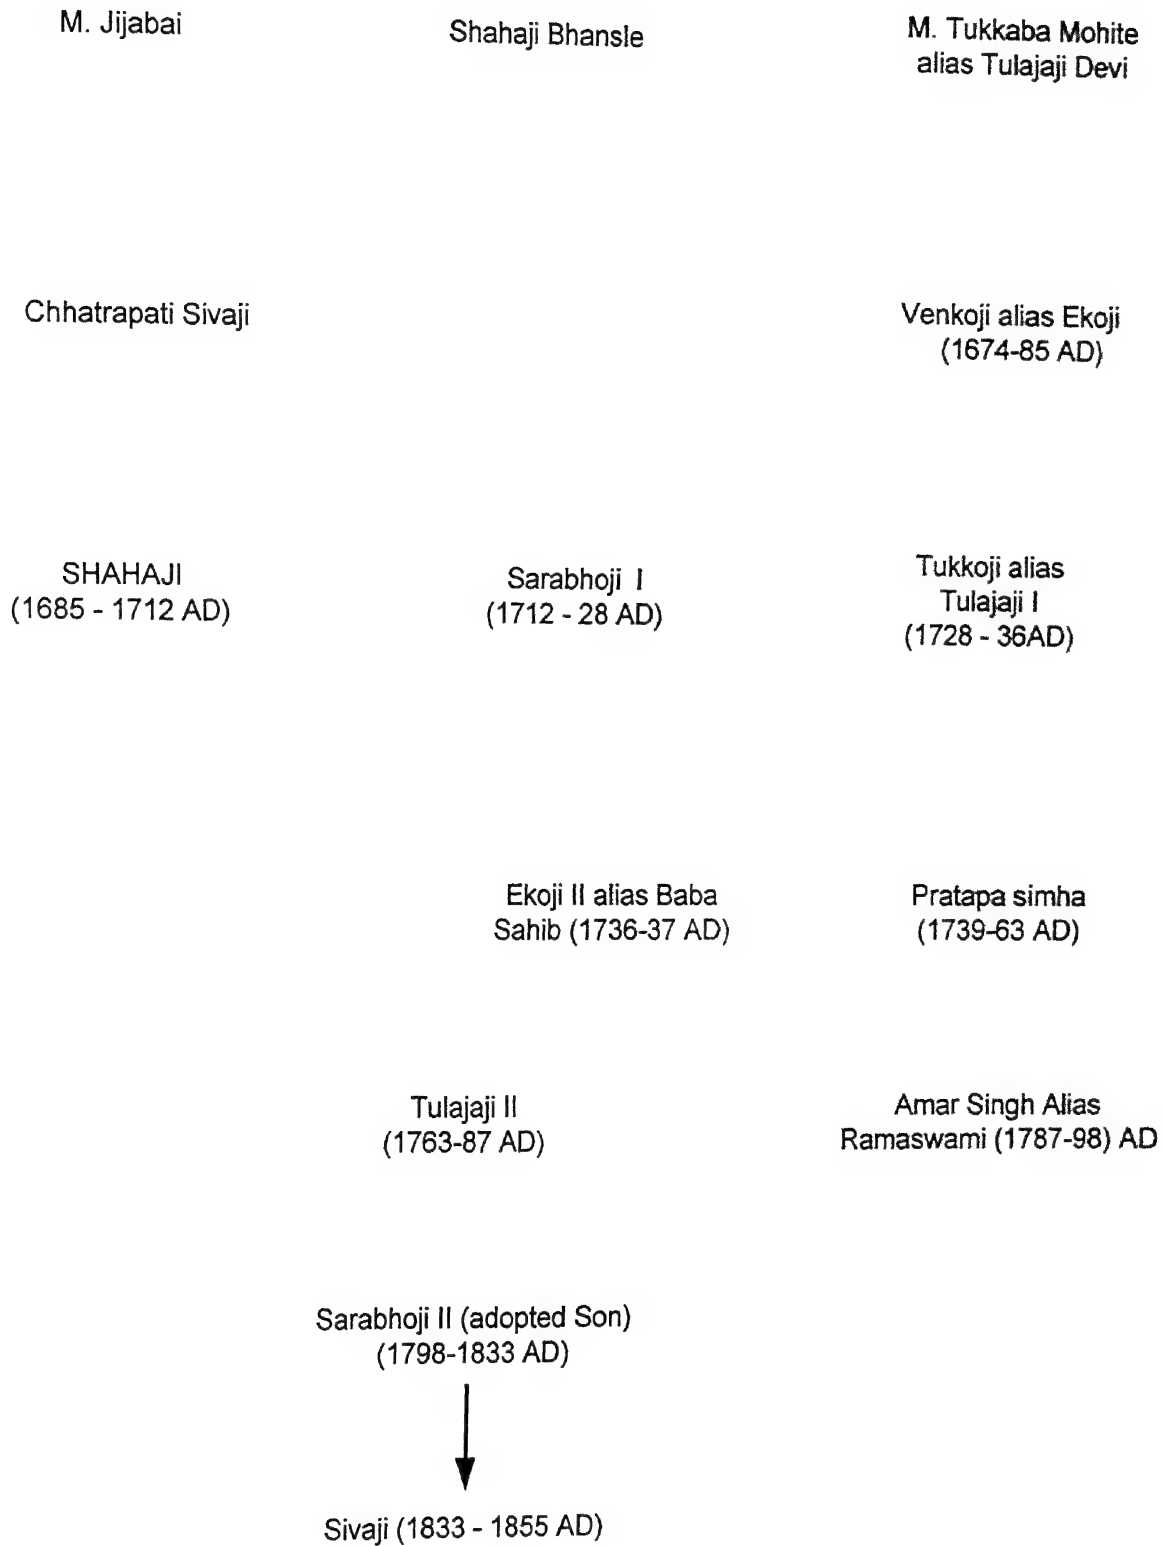 M. Jijabai
Shahaji Bhansle
M. Tukkaba Mohite
alias Tulajaji Devi
Chhatrapati Sivaji
Venkoji alias Ekoji
(1674-85 AD)
SHAHAJI
(1685 - 1712 AD)
Sarabhoji I
(1712 - 28 AD)
Tukkoji alias
Tulajaji I
(1728 - 36AD)
Ekoji II alias Baba
Sahib (1736-37 AD)
Pratapa simha
(1739-63 AD)
Tulajaji II
(1763-87 AD)
Amar Singh Alias
Ramaswami (1787-98) AD
Sarabhoji II (adopted Son)
(1798-1833 AD)
Sivaji (1833 - 1855 AD)